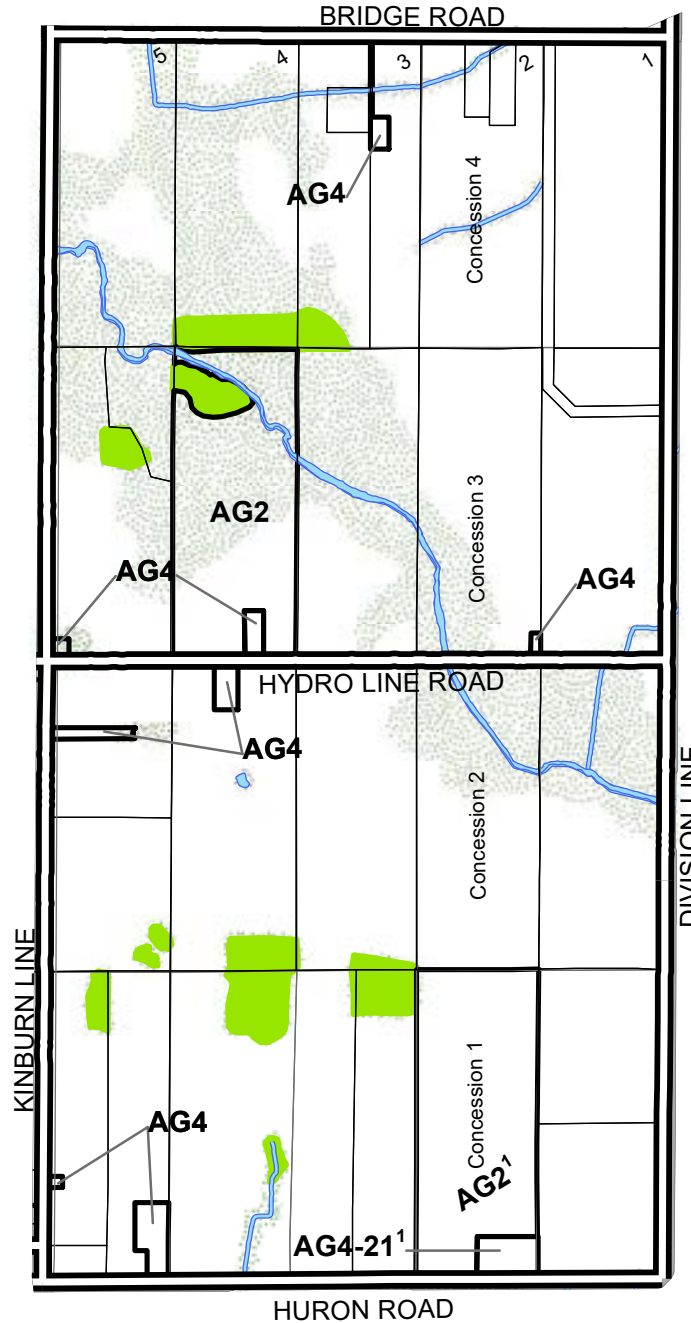 BRIDGE ROAD
5
4
3
2
1
AG4
Concession 4
AG2
Concession 3
AG4
AG4
HYDRO LINE ROAD
AG4
Concession 2
DIVISION LINE
KINBURN LINE
Concession 1
AG4
AG2¹
AG4-21¹
HURON ROAD